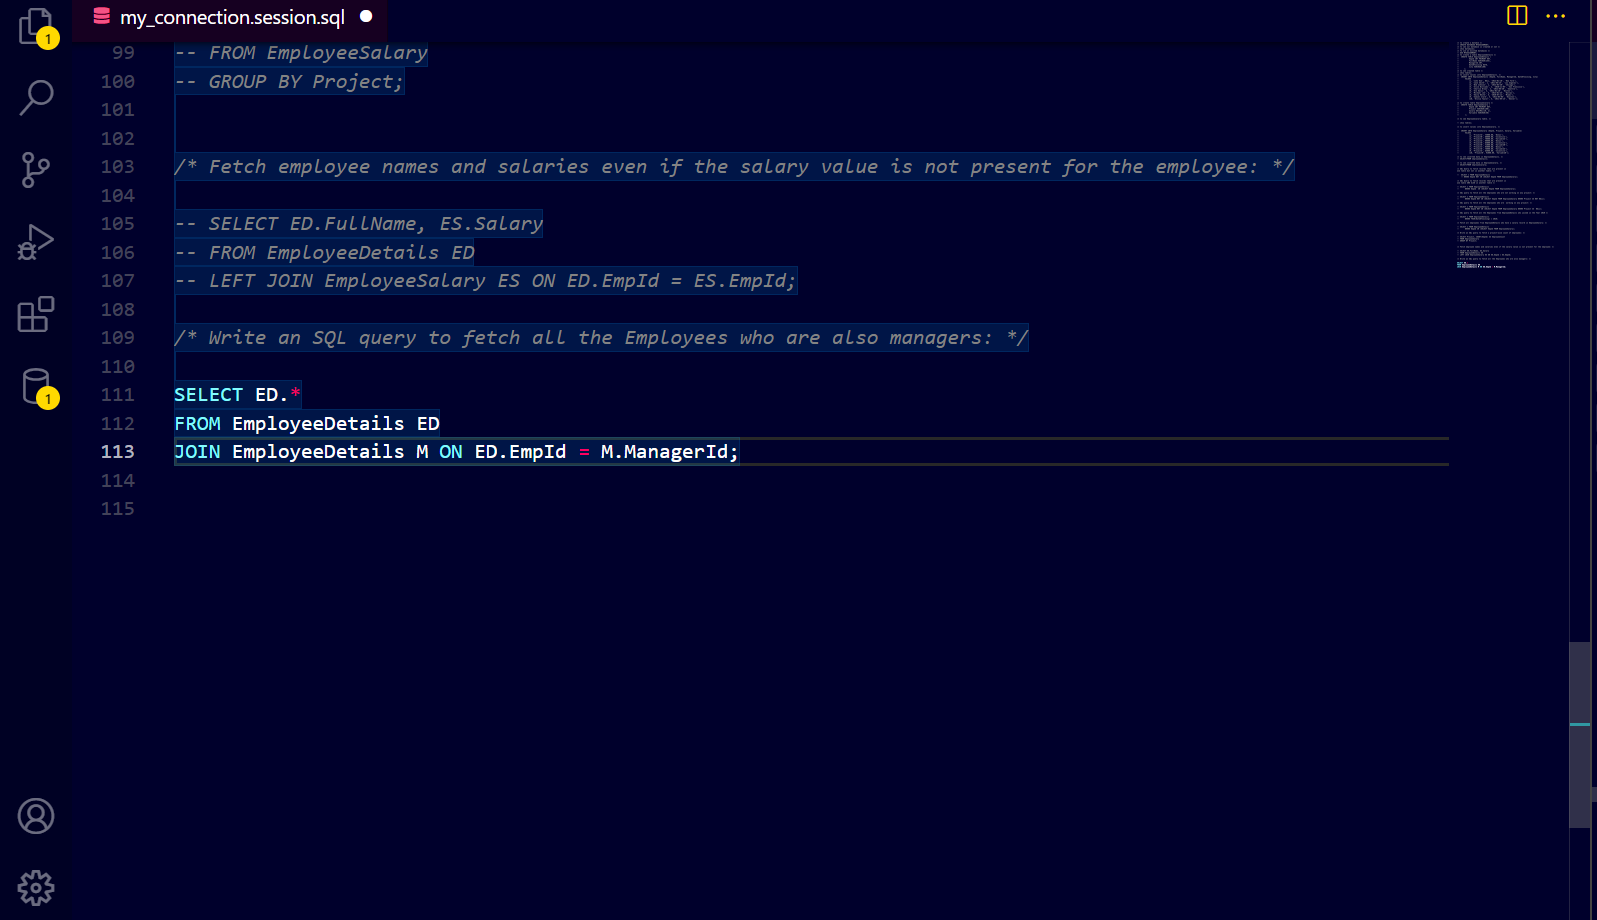 my_connection.session.sql
1
99 -- FROM EmployeeSalary
100 -- GROUP BY Project;
101
102
103 /* Fetch employee names and salaries even if the salary value is not present for the employee: */
104
105 -- SELECT ED.FullName, ES.Salary
106 -- FROM EmployeeDetails ED
107 -- LEFT JOIN EmployeeSalary ES ON ED.EmpId = ES.EmpId;
108
109 /* Write an SQL query to fetch all the Employees who are also managers: */
110
111 SELECT ED.*
1
112 FROM EmployeeDetails ED
113 JOIN EmployeeDetails M ON ED.EmpId = M.ManagerId;
114
115